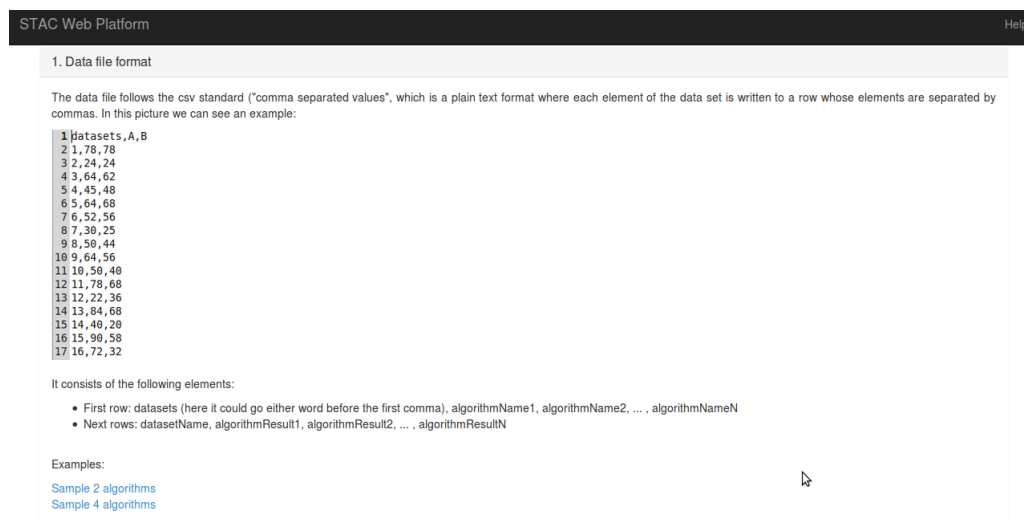 STAC Web Platform
Help
1. Data file format
The data file follows the csv standard ("comma separated values", which is a plain text format where each element of the data set is written to a row whose elements are separated by
commas. In this picture we can see an example:
1 datasets,A,B
2 1,78,78
3 2,24,24
4 3,64,62
5 4,45,48
6 5,64,68
7 6,52,56
8 7,30,25
9 8,50,44
10 9,64,56
11 10,50,40
12 11,78,68
13 12,22,36
14 13,84,68
15 14,40,20
16 15,90,58
17 16,72,32
It consists of the following elements:
• First row: datasets (here it could go either word before the first comma), algorithmName1, algorithmName2, ... , algorithmNameN
• Next rows: datasetName, algorithmResult1, algorithmResult2, ... , algorithmResultN
Examples:
Sample 2 algorithms
Sample 4 algorithms